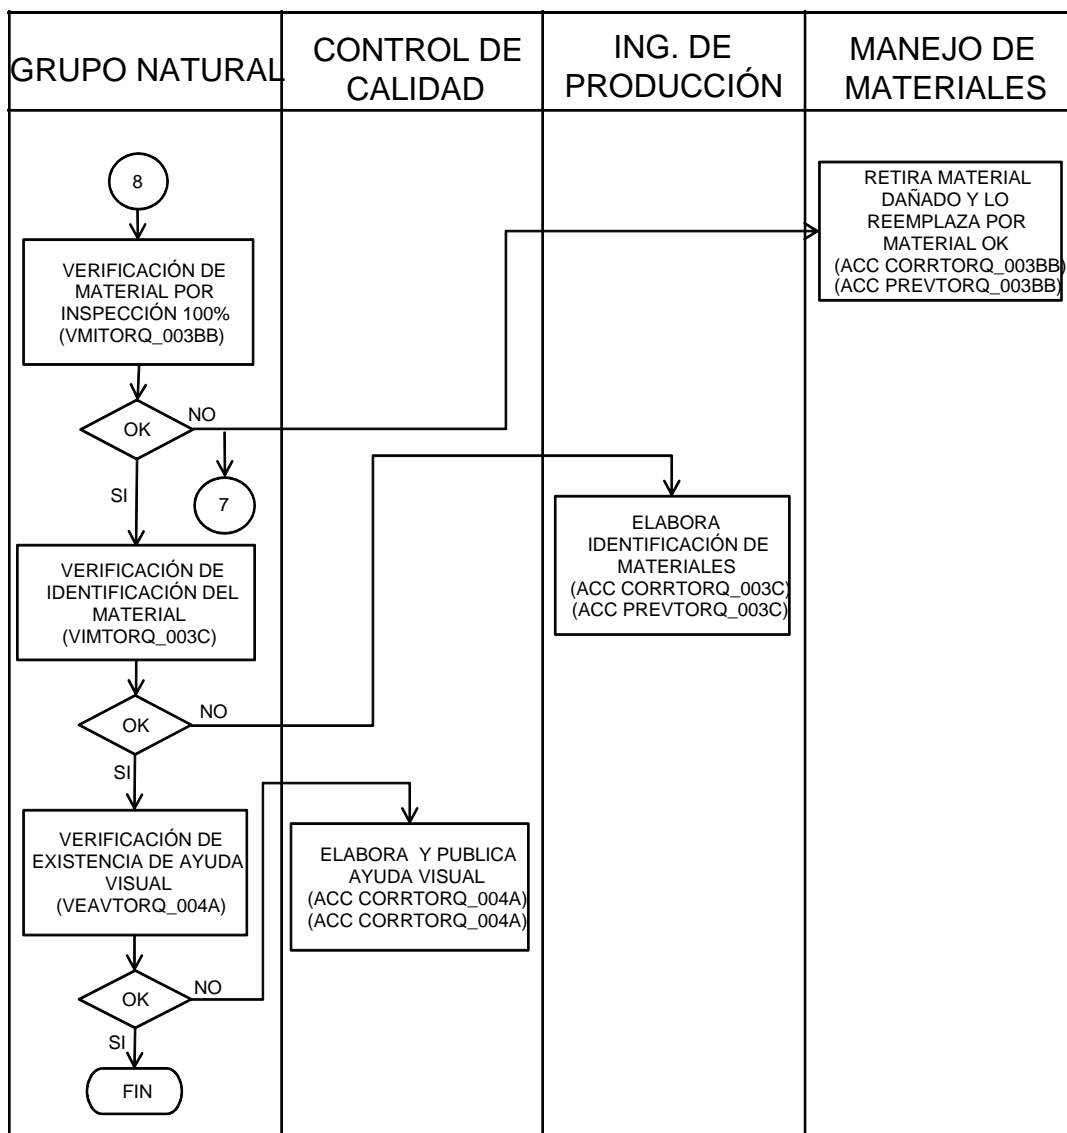 GRUPO NATURAL
CONTROL DE
CALIDAD
ING. DE
PRODUCCIÓN
MANEJO DE
MATERIALES
8
RETIRA MATERIAL
DAÑADO Y LO
REEMPLAZA POR
MATERIAL OK
(ACC CORRTORQ_003BB)
(ACC PREVTORQ_003BB)
VERIFICACIÓN DE
MATERIAL POR
INSPECCIÓN 100%
(VMITORQ_003BB)
OK
NO
7
SI
ELABORA
IDENTIFICACIÓN DE
MATERIALES
(ACC CORRTORQ_003C)
(ACC PREVTORQ_003C)
VERIFICACIÓN DE
IDENTIFICACIÓN DEL
MATERIAL
(VIMTORQ_003C)
OK
NO
SI
VERIFICACIÓN DE
EXISTENCIA DE AYUDA
VISUAL
(VEAVTORQ_004A)
ELABORA Y PUBLICA
AYUDA VISUAL
(ACC CORRTORQ_004A)
(ACC CORRTORQ_004A)
OK
NO
SI
FIN